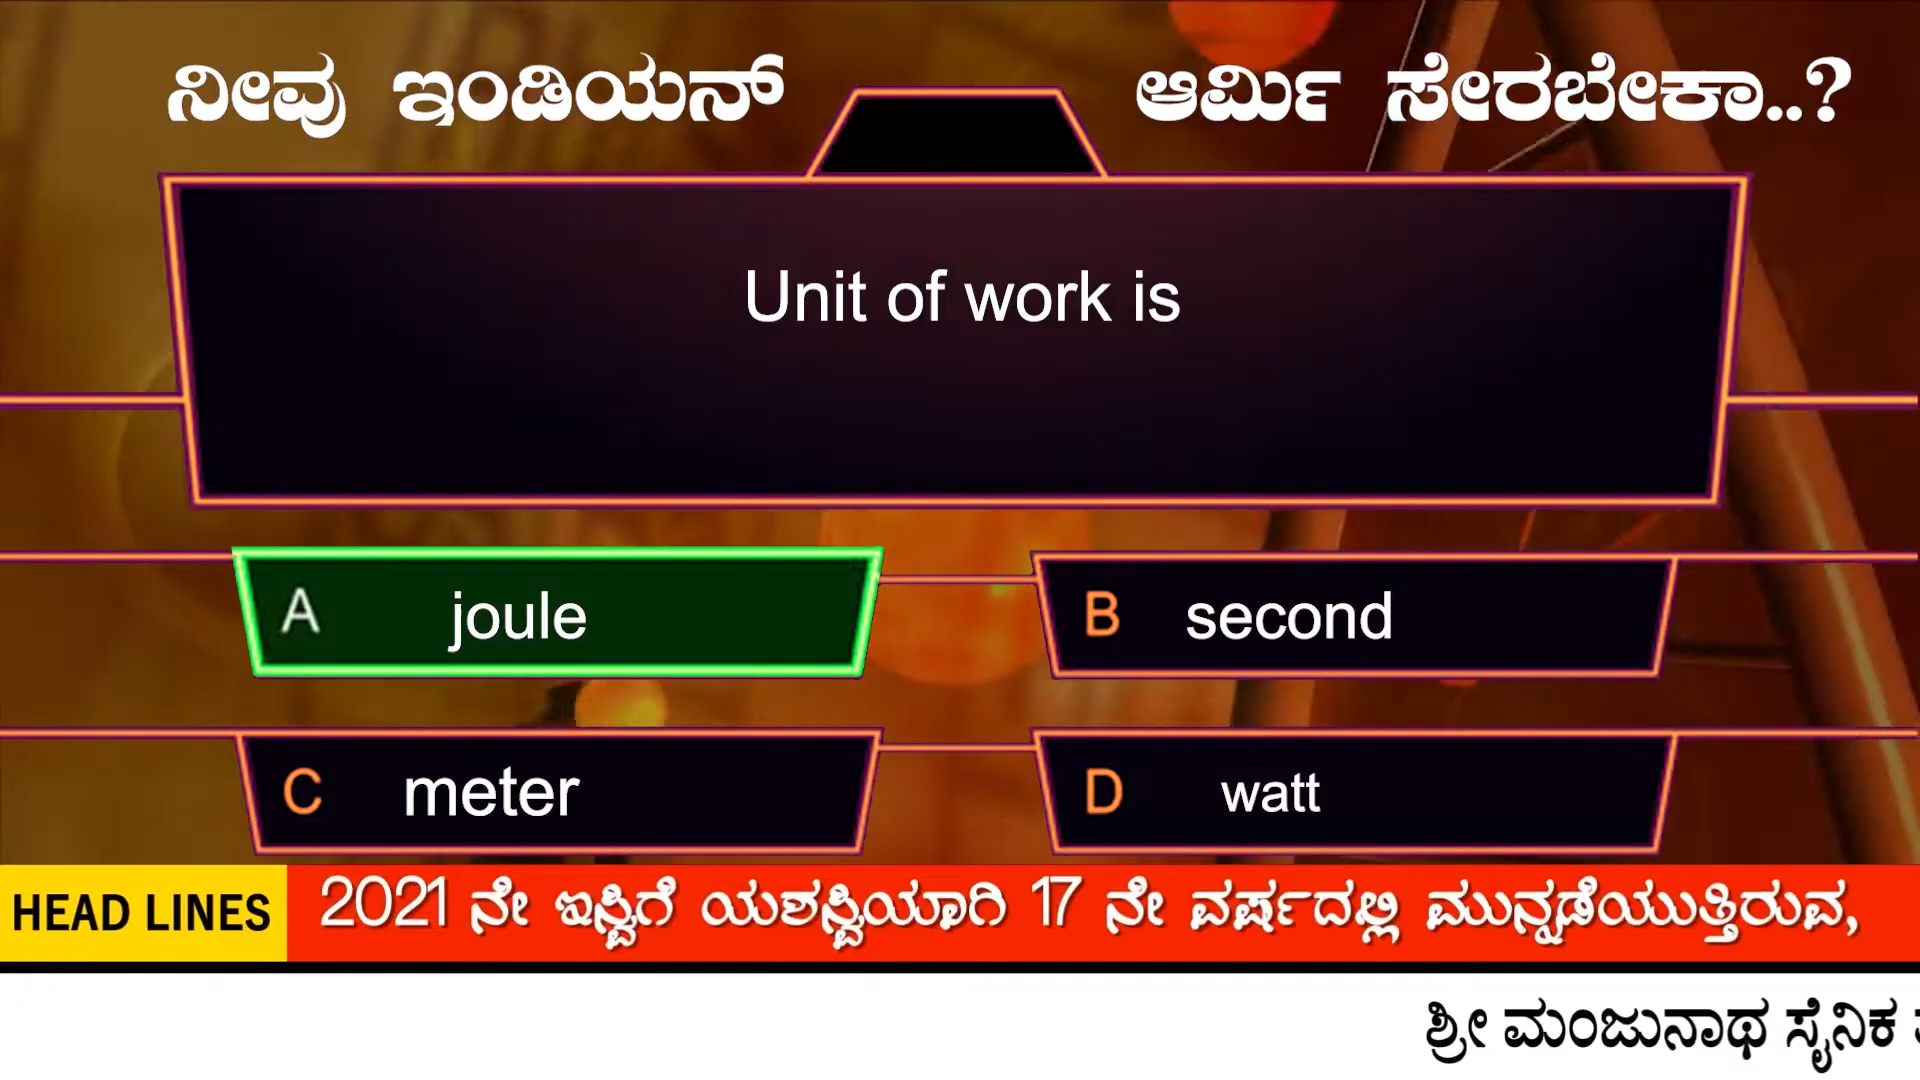 ನೀವು ಇಂಡಿಯನ್ ಆರ್ಮಿ ಸೇರಬೇಕಾ..?
Unit of work is
A joule
B second
C meter
D watt
HEAD LINES 2021 ನೇ ಇಸ್ವಿಗೆ ಯಶಸ್ವಿಯಾಗಿ 17 ನೇ ವರ್ಷದಲ್ಲಿ ಮುನ್ನಡೆಯುತ್ತಿರುವ,
ಶ್ರೀ ಮಂಜುನಾಥ ಸೈನಿಕ